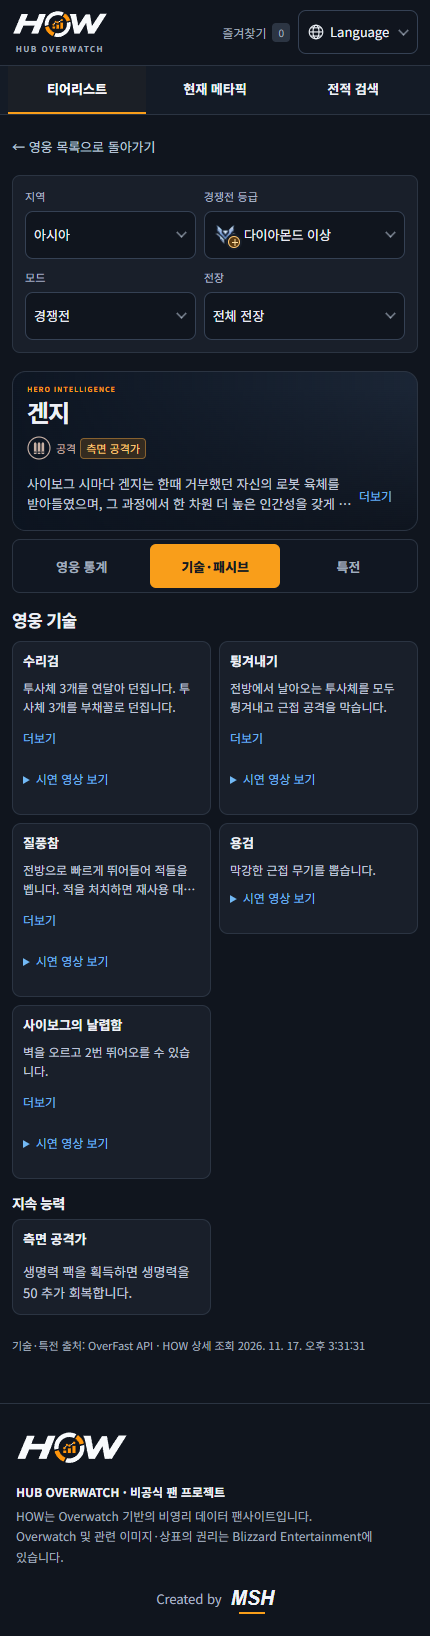 HOW
HUB OVERWATCH
즐겨찾기 0
Language
티어리스트 현재 메타픽 전적 검색
← 영웅 목록으로 돌아가기
지역 경쟁전 등급
아시아 다이아몬드 이상
모드 전장
경쟁전 전체 전장
HERO INTELLIGENCE
겐지
공격 측면 공격가
사이보그 시마다 겐지는 한때 거부했던 자신의 로봇 육체를
받아들였으며, 그 과정에서 한 차원 더 높은 인간성을 갖게 … 더보기
영웅 통계 기술·패시브 특전
영웅 기술
수리검
투사체 3개를 연달아 던집니다. 투
사체 3개를 부채꼴로 던집니다.
더보기
▶ 시연 영상 보기
튕겨내기
전방에서 날아오는 투사체를 모두
튕겨내고 근접 공격을 막습니다.
더보기
▶ 시연 영상 보기
질풍참
전방으로 빠르게 뛰어들어 적들을
벱니다. 적을 처치하면 재사용 대…
더보기
▶ 시연 영상 보기
용검
막강한 근접 무기를 뽑습니다.
▶ 시연 영상 보기
사이보그의 날렵함
벽을 오르고 2번 뛰어오를 수 있습
니다.
더보기
▶ 시연 영상 보기
지속 능력
측면 공격가
생명력 팩을 획득하면 생명력을
50 추가 회복합니다.
기술·특전 출처: OverFast API · HOW 상세 조회 2026. 11. 17. 오후 3:31:31
HOW
HUB OVERWATCH · 비공식 팬 프로젝트
HOW는 Overwatch 기반의 비영리 데이터 팬사이트입니다.
Overwatch 및 관련 이미지·상표의 권리는 Blizzard Entertainment에
있습니다.
Created by MSH